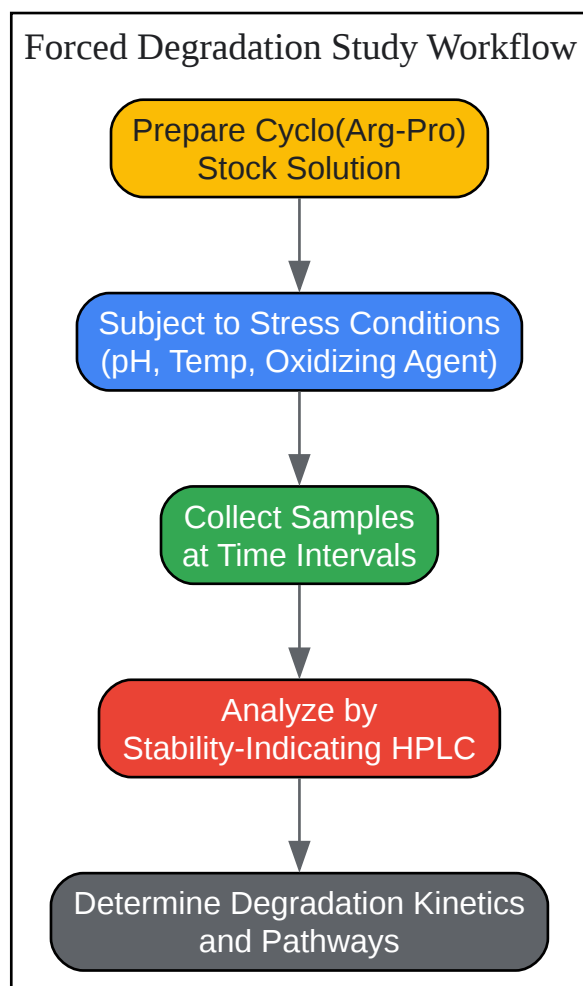 Forced Degradation Study Workflow
Prepare Cyclo(Arg-Pro)
Stock Solution
Subject to Stress Conditions
(pH, Temp, Oxidizing Agent)
Collect Samples
at Time Intervals
Analyze by
Stability-Indicating HPLC
Determine Degradation Kinetics
and Pathways